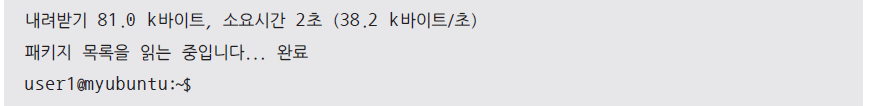 내려받기 81.0 k바이트, 소요시간 2초 (38.2 k바이트/초)
패키지 목록을 읽는 중입니다... 완료
user1@myubuntu:~$